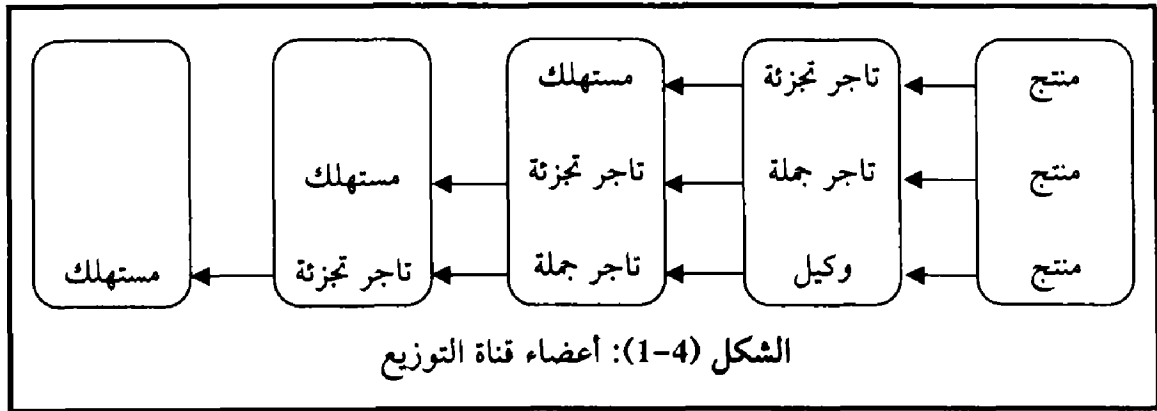 منتج تاجر تجزئة مستهلك
منتج تاجر جملة تاجر تجزئة مستهلك
منتج وكيل تاجر جملة تاجر تجزئة مستهلك
الشكل (4-1): أعضاء قناة التوزيع